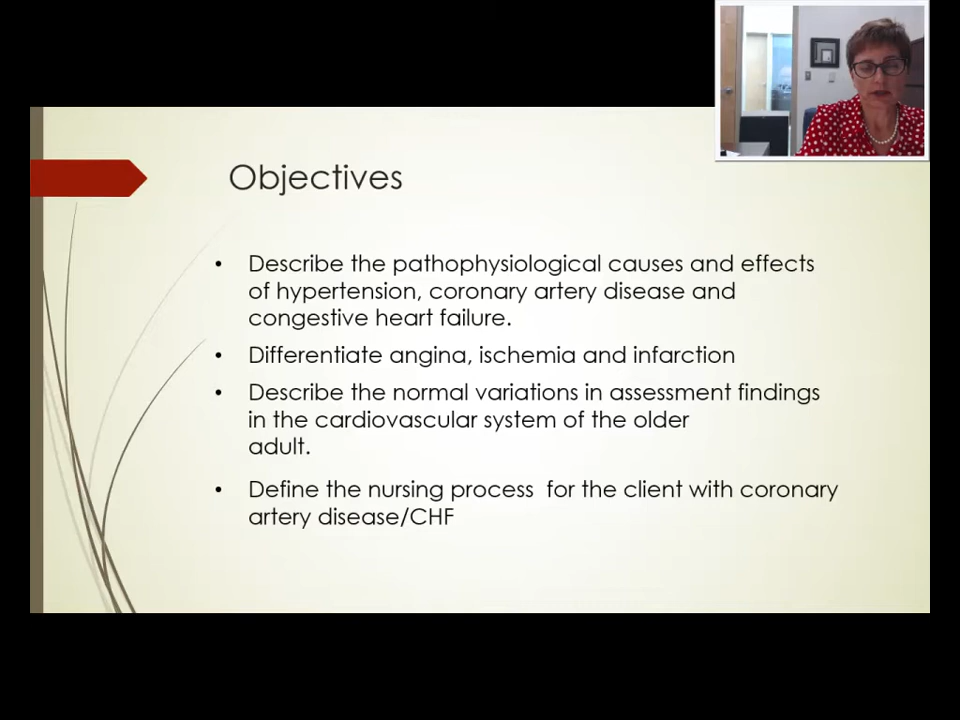 Objectives
• Describe the pathophysiological causes and effects
of hypertension, coronary artery disease and
congestive heart failure.
• Differentiate angina, ischemia and infarction
• Describe the normal variations in assessment findings
in the cardiovascular system of the older
adult.
• Define the nursing process  for the client with coronary
artery disease/CHF